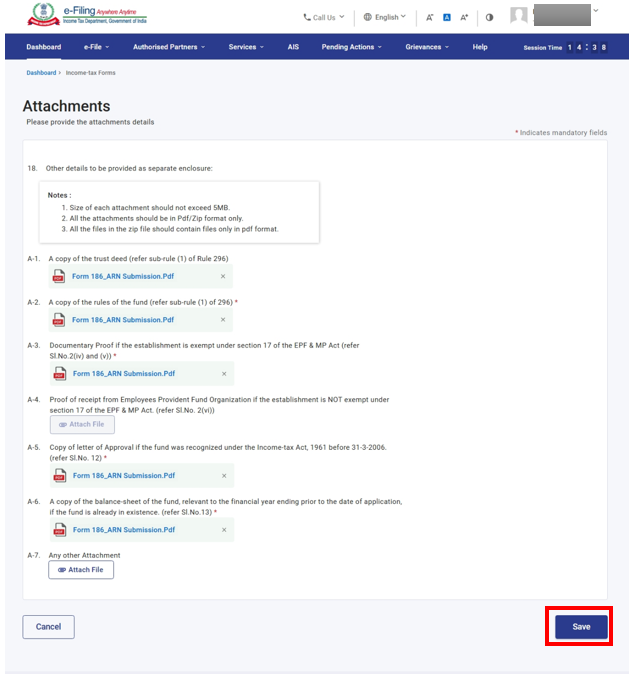 e-Filing Anywhere Anytime
Income Tax Department, Government of India
Call Us
English
A- A A+
Dashboard e-File Authorised Partners Services AIS Pending Actions Grievances Help Session Time 1 4 : 3 8
Dashboard > Income-tax Forms
Attachments
Please provide the attachments details
* Indicates mandatory fields
18. Other details to be provided as separate enclosure:
Notes :
1. Size of each attachment should not exceed 5MB.
2. All the attachments should be in Pdf/Zip format only.
3. All the files in the zip file should contain files only in pdf format.
A-1. A copy of the trust deed (refer sub-rule (1) of Rule 296)
PDF Form 186_ARN Submission.Pdf ×
A-2. A copy of the rules of the fund (refer sub-rule (1) of 296) *
PDF Form 186_ARN Submission.Pdf ×
A-3. Documentary Proof if the establishment is exempt under section 17 of the EPF & MP Act (refer
Sl.No.2(iv) and (v)) *
PDF Form 186_ARN Submission.Pdf ×
A-4. Proof of receipt from Employees Provident Fund Organization if the establishment is NOT exempt under
section 17 of the EPF & MP Act. (refer Sl.No. 2(vi))
Attach File
A-5. Copy of letter of Approval if the fund was recognized under the Income-tax Act, 1961 before 31-3-2006.
(refer Sl.No. 12) *
PDF Form 186_ARN Submission.Pdf ×
A-6. A copy of the balance-sheet of the fund, relevant to the financial year ending prior to the date of application,
if the fund is already in existence. (refer Sl.No.13) *
PDF Form 186_ARN Submission.Pdf ×
A-7. Any other Attachment
Attach File
Cancel
Save